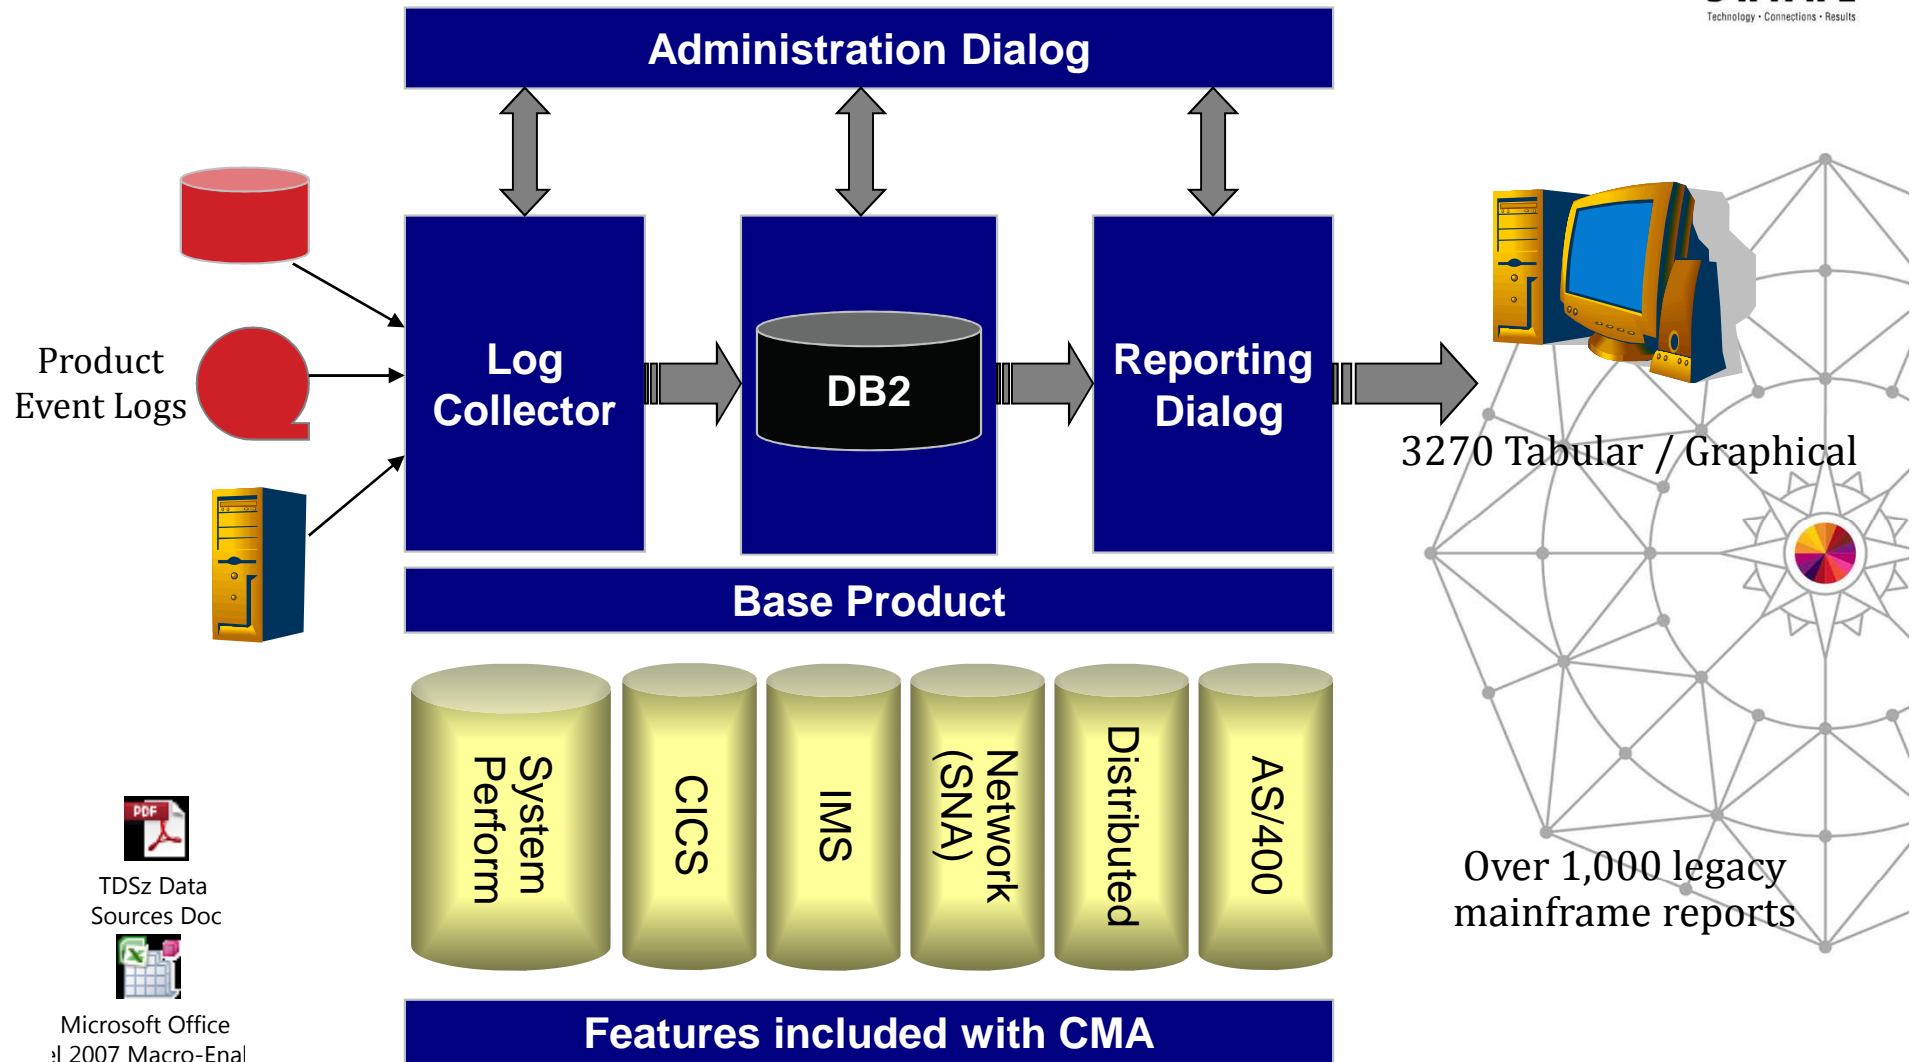 Technology • Connections • Results
Administration Dialog
Product
Event Logs
Log
Collector
DB2
Reporting
Dialog
3270 Tabular / Graphical
Base Product
System
Perform
CICS
IMS
Network
(SNA)
Distributed
AS/400
Over 1,000 legacy
mainframe reports
PDF
TDSz Data
Sources Doc
Microsoft Office
2007 Macro-Enal
Features included with CMA